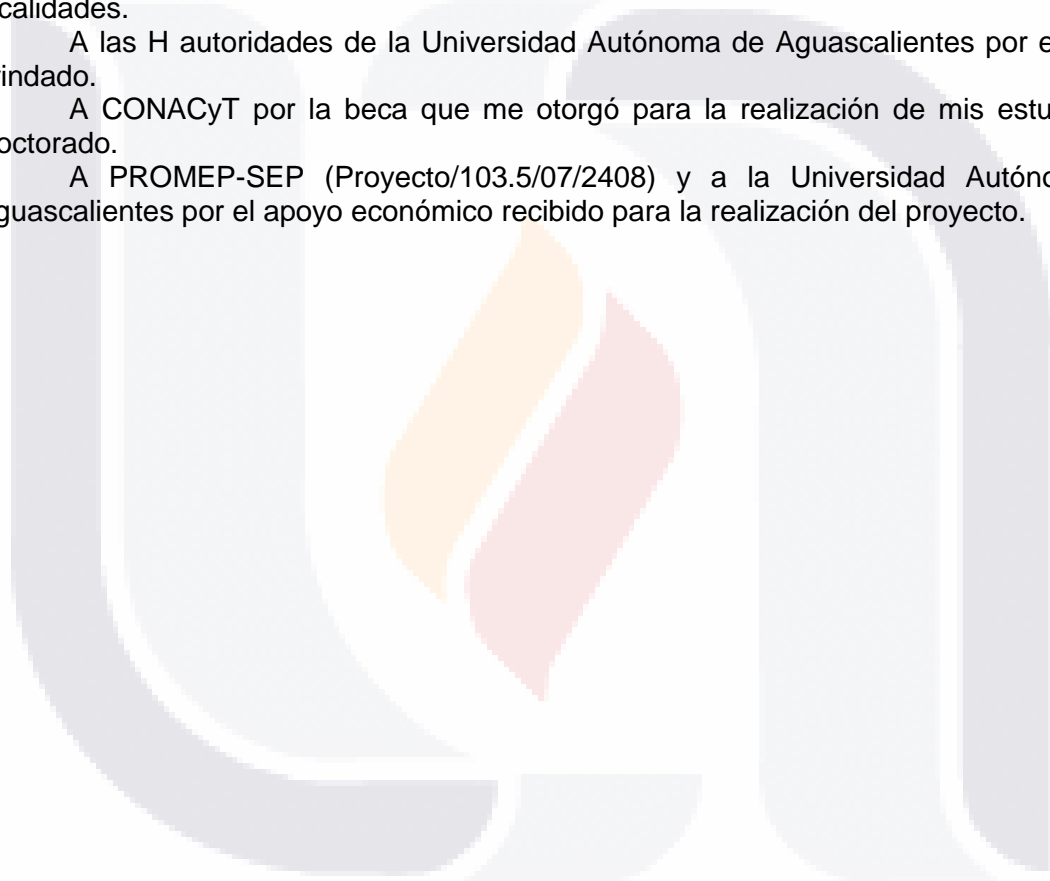 calidades.
A las H autoridades de la Universidad Autónoma de Aguascalientes por e
indado.
A CONACyT por la beca que me otorgó para la realización de mis estu
octorado.
A PROMEP-SEP (Proyecto/103.5/07/2408) y a la Universidad Autóno
guascalientes por el apoyo económico recibido para la realización del proyecto.